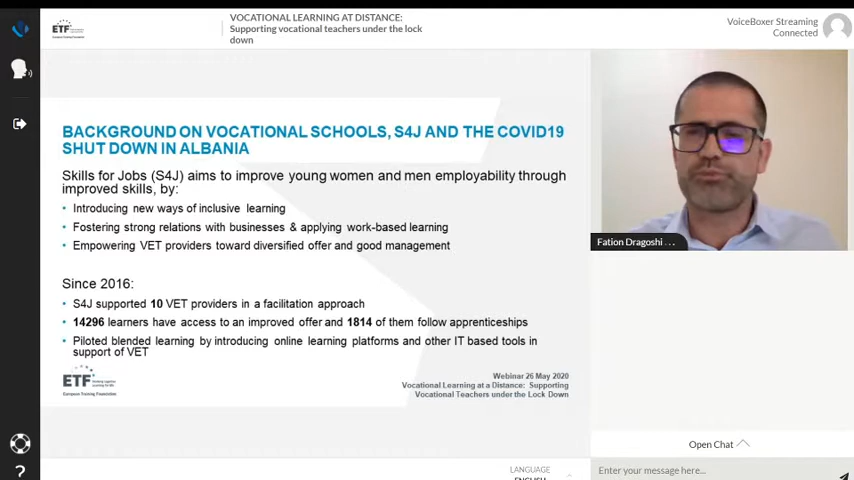 VOCATIONAL LEARNING AT DISTANCE:
Supporting vocational teachers under the lock
down
VoiceBoxer Streaming
Connected
ETF
BACKGROUND ON VOCATIONAL SCHOOLS, S4J AND THE COVID19
SHUT DOWN IN ALBANIA
Skills for Jobs (S4J) aims to improve young women and men employability through
improved skills, by:
• Introducing new ways of inclusive learning
• Fostering strong relations with businesses & applying work-based learning
• Empowering VET providers toward diversified offer and good management
Since 2016:
• S4J supported 10 VET providers in a facilitation approach
• 14296 learners have access to an improved offer and 1814 of them follow apprenticeships
• Piloted blended learning by introducing online learning platforms and other IT based tools in
support of VET
ETF
European Training Foundation
Webinar 26 May 2020
Vocational Learning at a Distance: Supporting
Vocational Teachers under the Lock Down
Fation Dragoshi ...
Open Chat
LANGUAGE
ENGLISH
Enter your message here...
?